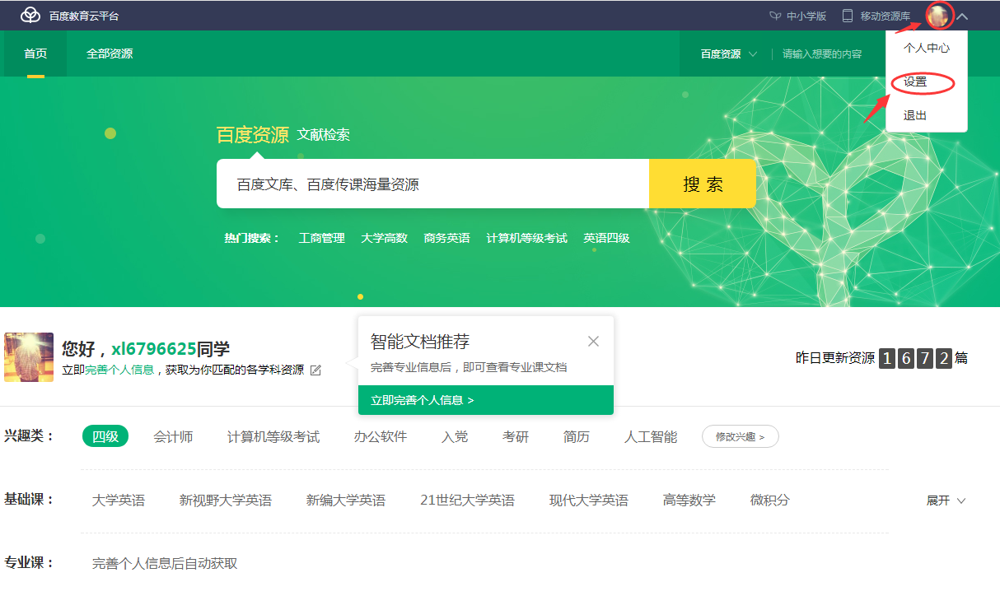 百度教育云平台 中小学版 移动资源库
首页 全部资源 百度资源 请输入想要的内容
个人中心
设置
退出
百度资源 文献检索
百度文库、百度传课海量资源 搜 索
热门搜索： 工商管理 大学高数 商务英语 计算机等级考试 英语四级
您好，xl6796625同学
立即完善个人信息，获取为你匹配的各学科资源
智能文档推荐
完善专业信息后，即可查看专业课文档
立即完善个人信息 >
昨日更新资源 1 6 7 2 篇
兴趣类： 四级 会计师 计算机等级考试 办公软件 入党 考研 简历 人工智能 修改兴趣 >
基础课： 大学英语 新视野大学英语 新编大学英语 21世纪大学英语 现代大学英语 高等数学 微积分 展开
专业课： 完善个人信息后自动获取